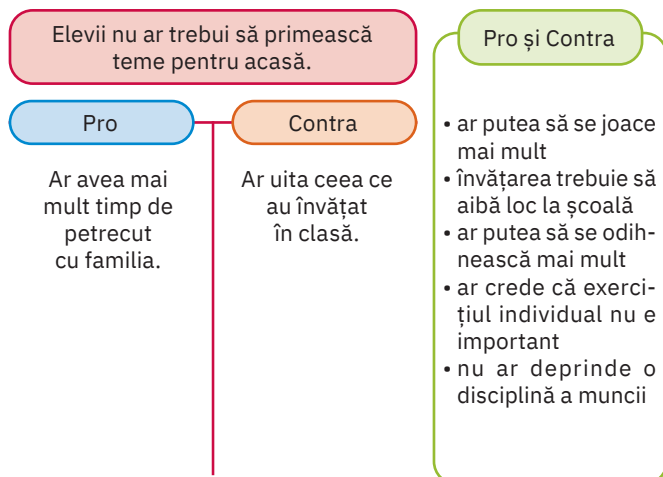 Elevii nu ar trebui să primească
teme pentru acasă.
Pro
Contra
Ar avea mai
mult timp de
petrecut
cu familia.
Ar uita ceea ce
au învățat
în clasă.
Pro și Contra
• ar putea să se joace
mai mult
• învățarea trebuie să
aibă loc la școală
• ar putea să se odih-
nească mai mult
• ar crede că exerci-
țiul individual nu e
important
• nu ar deprinde o
disciplină a muncii